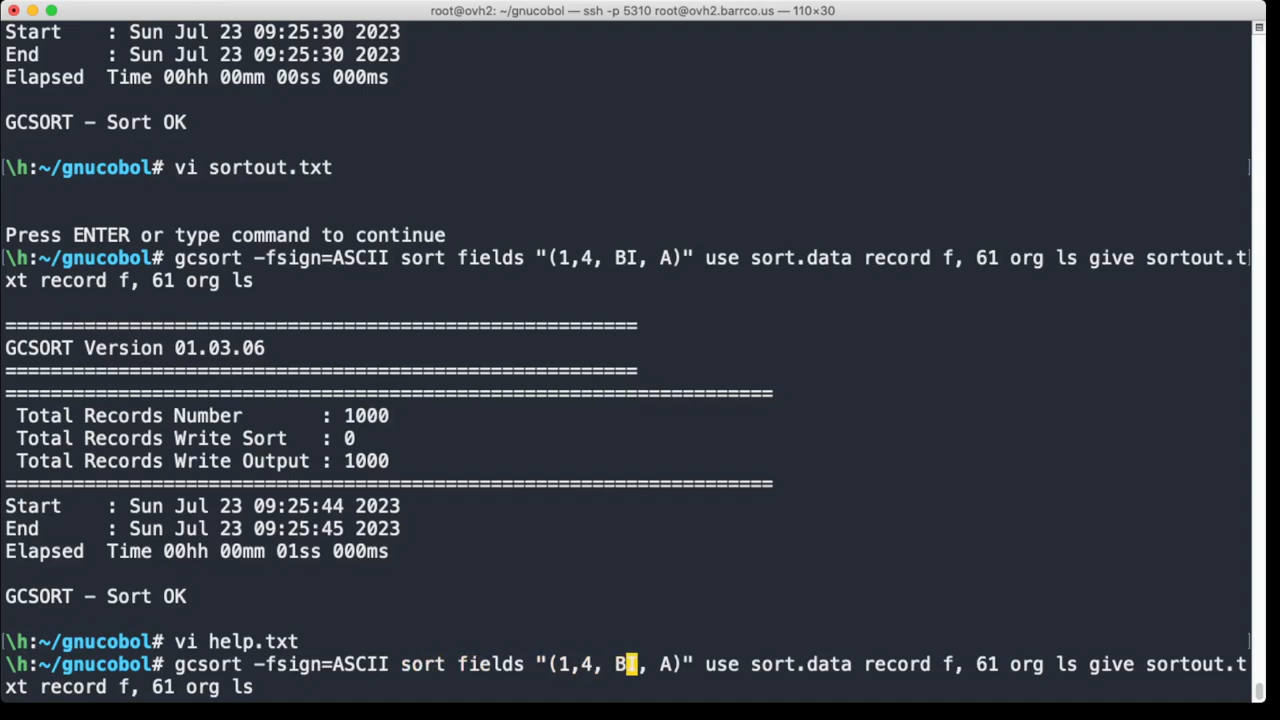 root@ovh2: ~/gnucobol — ssh -p 5310 root@ovh2.barrco.us — 110×30
Start    : Sun Jul 23 09:25:30 2023
End      : Sun Jul 23 09:25:30 2023
Elapsed  Time 00hh 00mm 00ss 000ms
GCSORT - Sort OK
[\h:~/gnucobol# vi sortout.txt ]
Press ENTER or type command to continue
[\h:~/gnucobol# gcsort -fsign=ASCII sort fields "(1,4, BI, A)" use sort.data record f, 61 org ls give sortout.t]
xt record f, 61 org ls
========================================================
GCSORT Version 01.03.06
========================================================
====================================================================
 Total Records Number       : 1000
 Total Records Write Sort   : 0
 Total Records Write Output : 1000
====================================================================
Start    : Sun Jul 23 09:25:44 2023
End      : Sun Jul 23 09:25:45 2023
Elapsed  Time 00hh 00mm 01ss 000ms
GCSORT - Sort OK
[\h:~/gnucobol# vi help.txt ]
\h:~/gnucobol# gcsort -fsign=ASCII sort fields "(1,4, BI, A)" use sort.data record f, 61 org ls give sortout.t
xt record f, 61 org ls